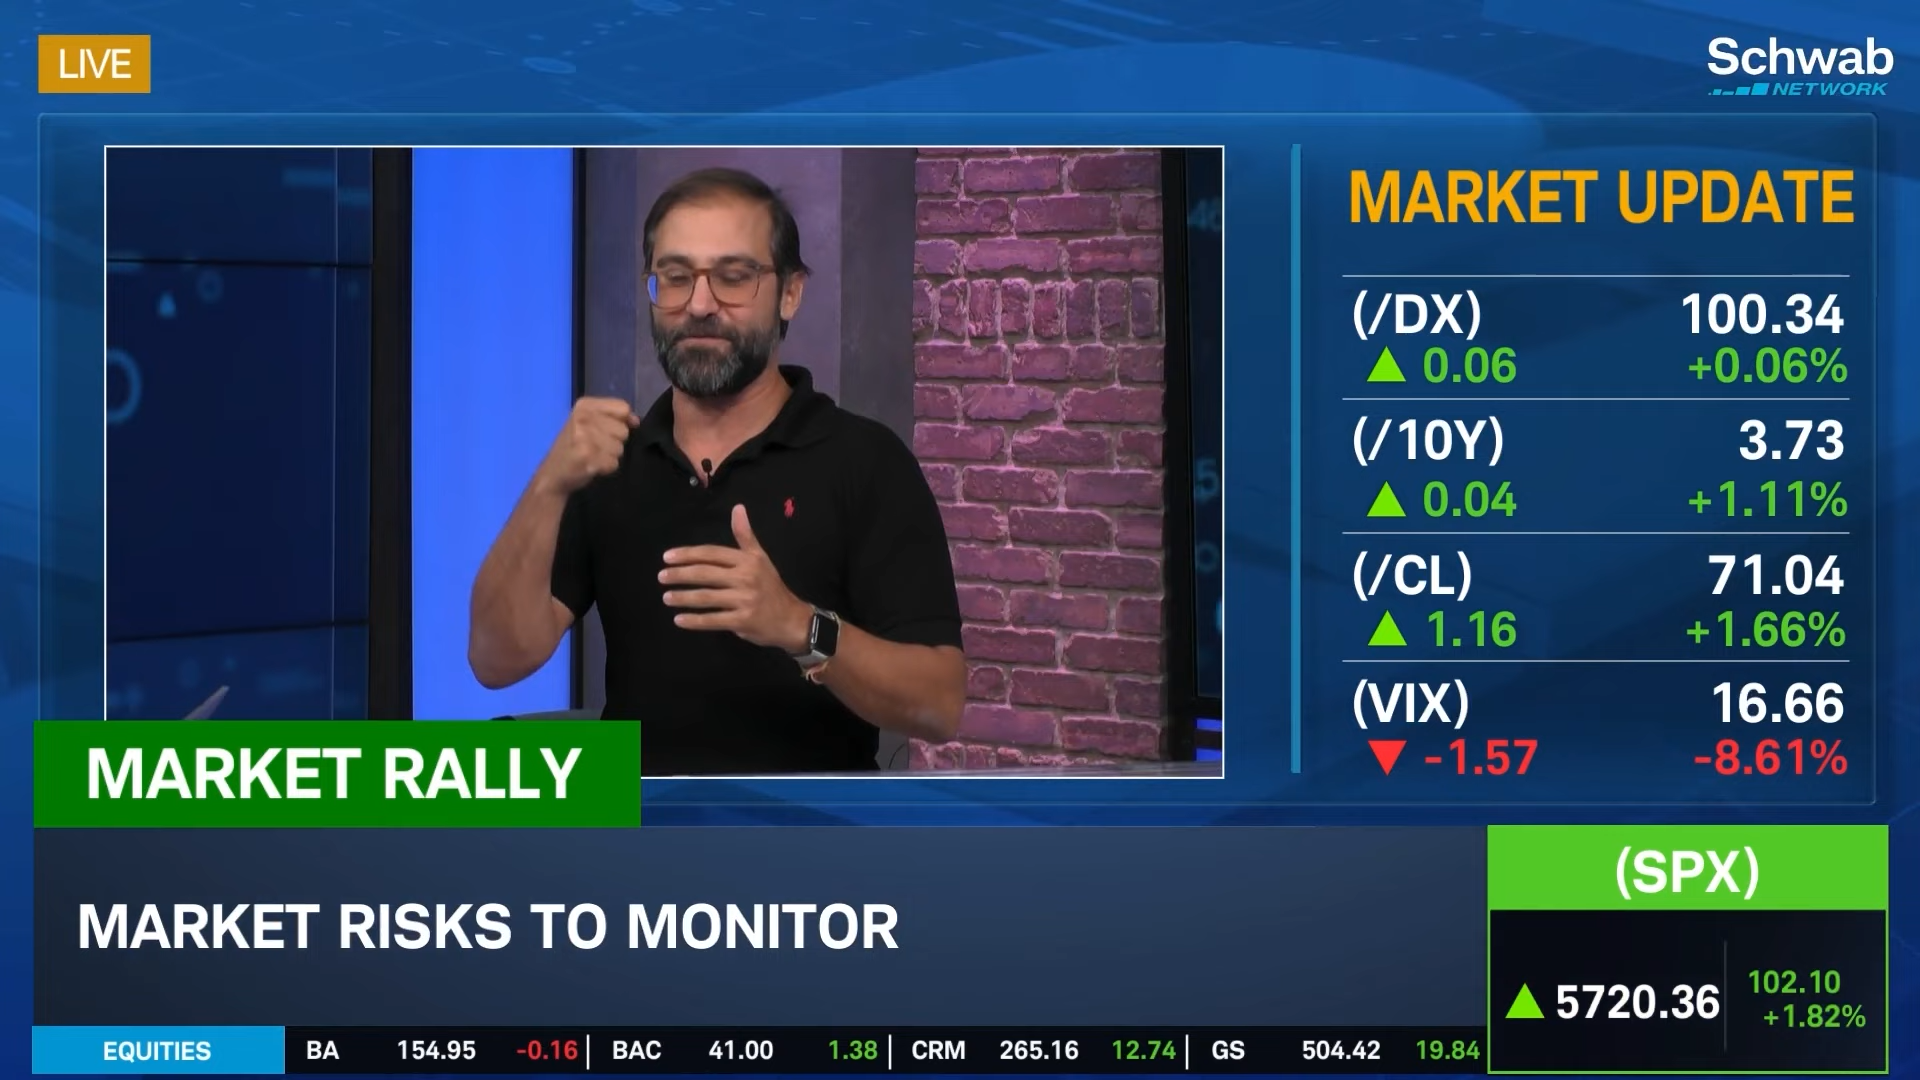 LIVE
Schwab
NETWORK
MARKET UPDATE
(/DX) 100.34
▲ 0.06 +0.06%
(/10Y) 3.73
▲ 0.04 +1.11%
(/CL) 71.04
▲ 1.16 +1.66%
(VIX) 16.66
▼ -1.57 -8.61%
MARKET RALLY
MARKET RISKS TO MONITOR
(SPX)
▲ 5720.36
102.10
+1.82%
EQUITIES BA 154.95 -0.16 BAC 41.00 1.38 CRM 265.16 12.74 GS 504.42 19.84